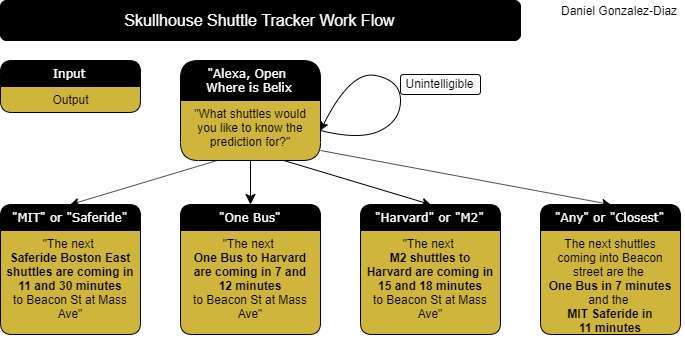 Skullhouse Shuttle Tracker Work Flow
Daniel Gonzalez-Diaz
Input
Output
"Alexa, Open
Where is Belix
"What shuttles would
you like to know the
prediction for?"
Unintelligible
"MIT" or "Saferide"
"The next
Saferide Boston East
shuttles are coming in
11 and 30 minutes
to Beacon St at Mass
Ave"
"One Bus"
"The next
One Bus to Harvard
are coming in 7 and
12 minutes
to Beacon St at Mass
Ave"
"Harvard" or "M2"
"The next
M2 shuttles to
Harvard are coming in
15 and 18 minutes
to Beacon St at Mass
Ave"
"Any" or "Closest"
The next shuttles
coming into Beacon
street are the
One Bus in 7 minutes
and the
MIT Saferide in
11 minutes